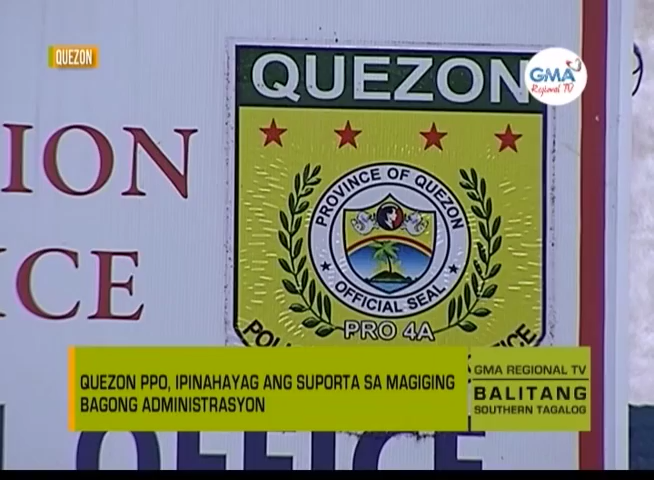 QUEZON
QUEZON
GMA
Regional TV
ION
ICE
PROVINCE OF QUEZON
OFFICIAL SEAL
PRO 4A
QUEZON PPO, IPINAHAYAG ANG SUPORTA SA MAGIGING
BAGONG ADMINISTRASYON
GMA REGIONAL TV
BALITANG
SOUTHERN TAGALOG
OFFICE